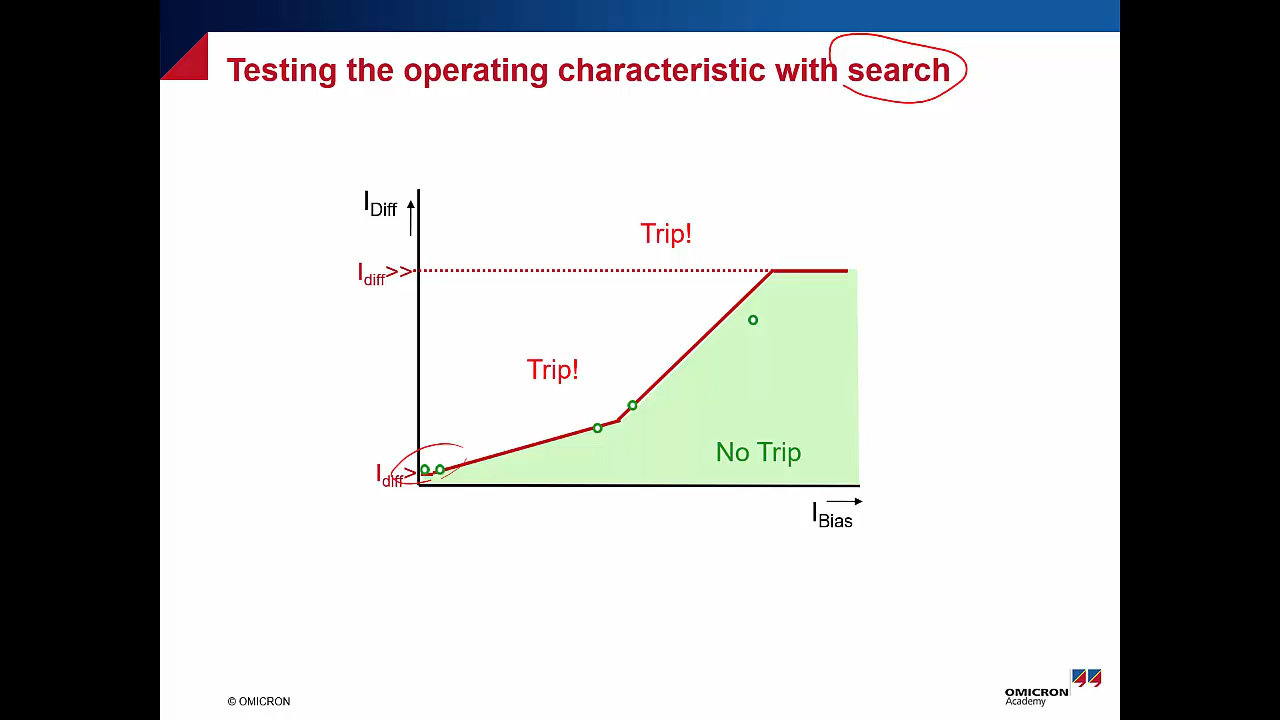 Testing the operating characteristic with search
IDiff
Trip!
Idiff>>
Trip!
No Trip
Idiff>
IBias
© OMICRON
OMICRON
Academy